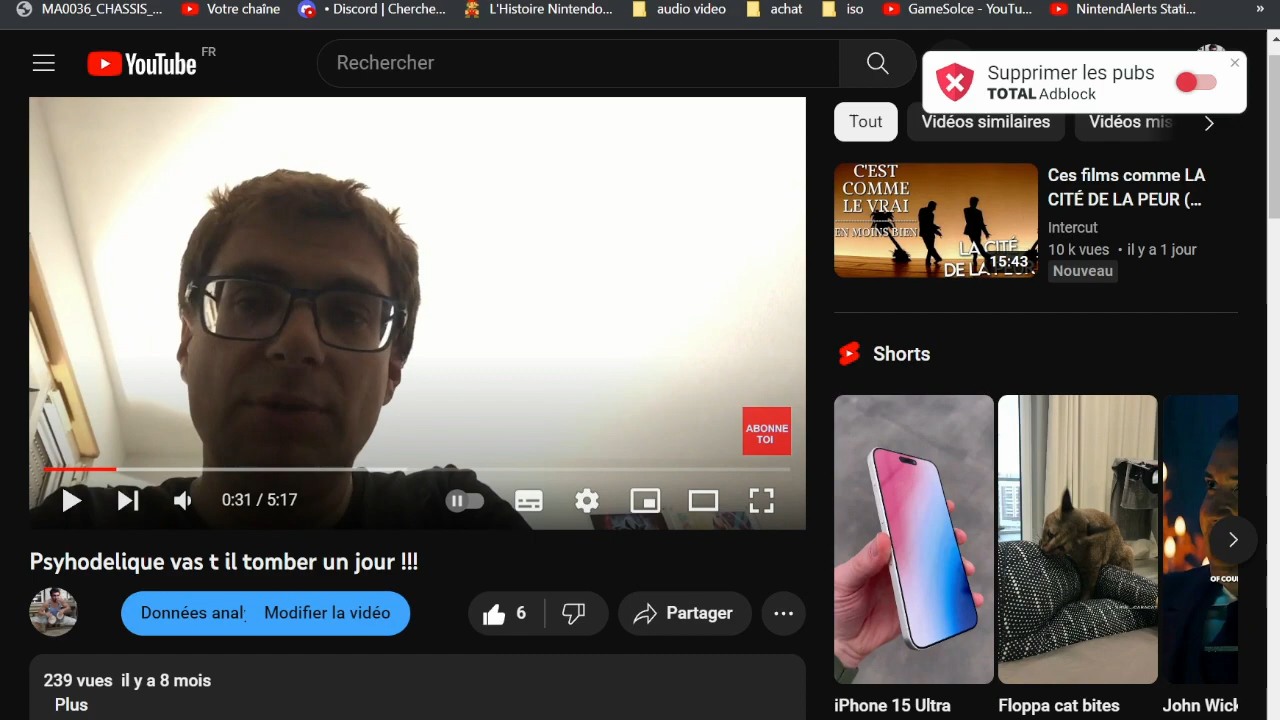 MA0036_CHASSIS_...
Votre chaîne
• Discord | Cherche...
L'Histoire Nintendo...
audio video
achat
iso
GameSolce - YouT...
NintendAlerts Stati...
»
YouTube FR
Rechercher
Supprimer les pubs
TOTAL Adblock
Tout
Vidéos similaires
Vidéos mis
C'EST
COMME
LE VRAI
EN MOINS BIEN
LA CITÉ
DE LA PEUR
15:43
Ces films comme LA
CITÉ DE LA PEUR (...
Intercut
10 k vues • il y a 1 jour
Nouveau
ABONNE
TOI
0:31 / 5:17
Shorts
Psyhodelique vas t il tomber un jour !!!
Données anal
Modifier la vidéo
6
Partager
239 vues il y a 8 mois
Plus
OF COU
iPhone 15 Ultra
Floppa cat bites
John Wick